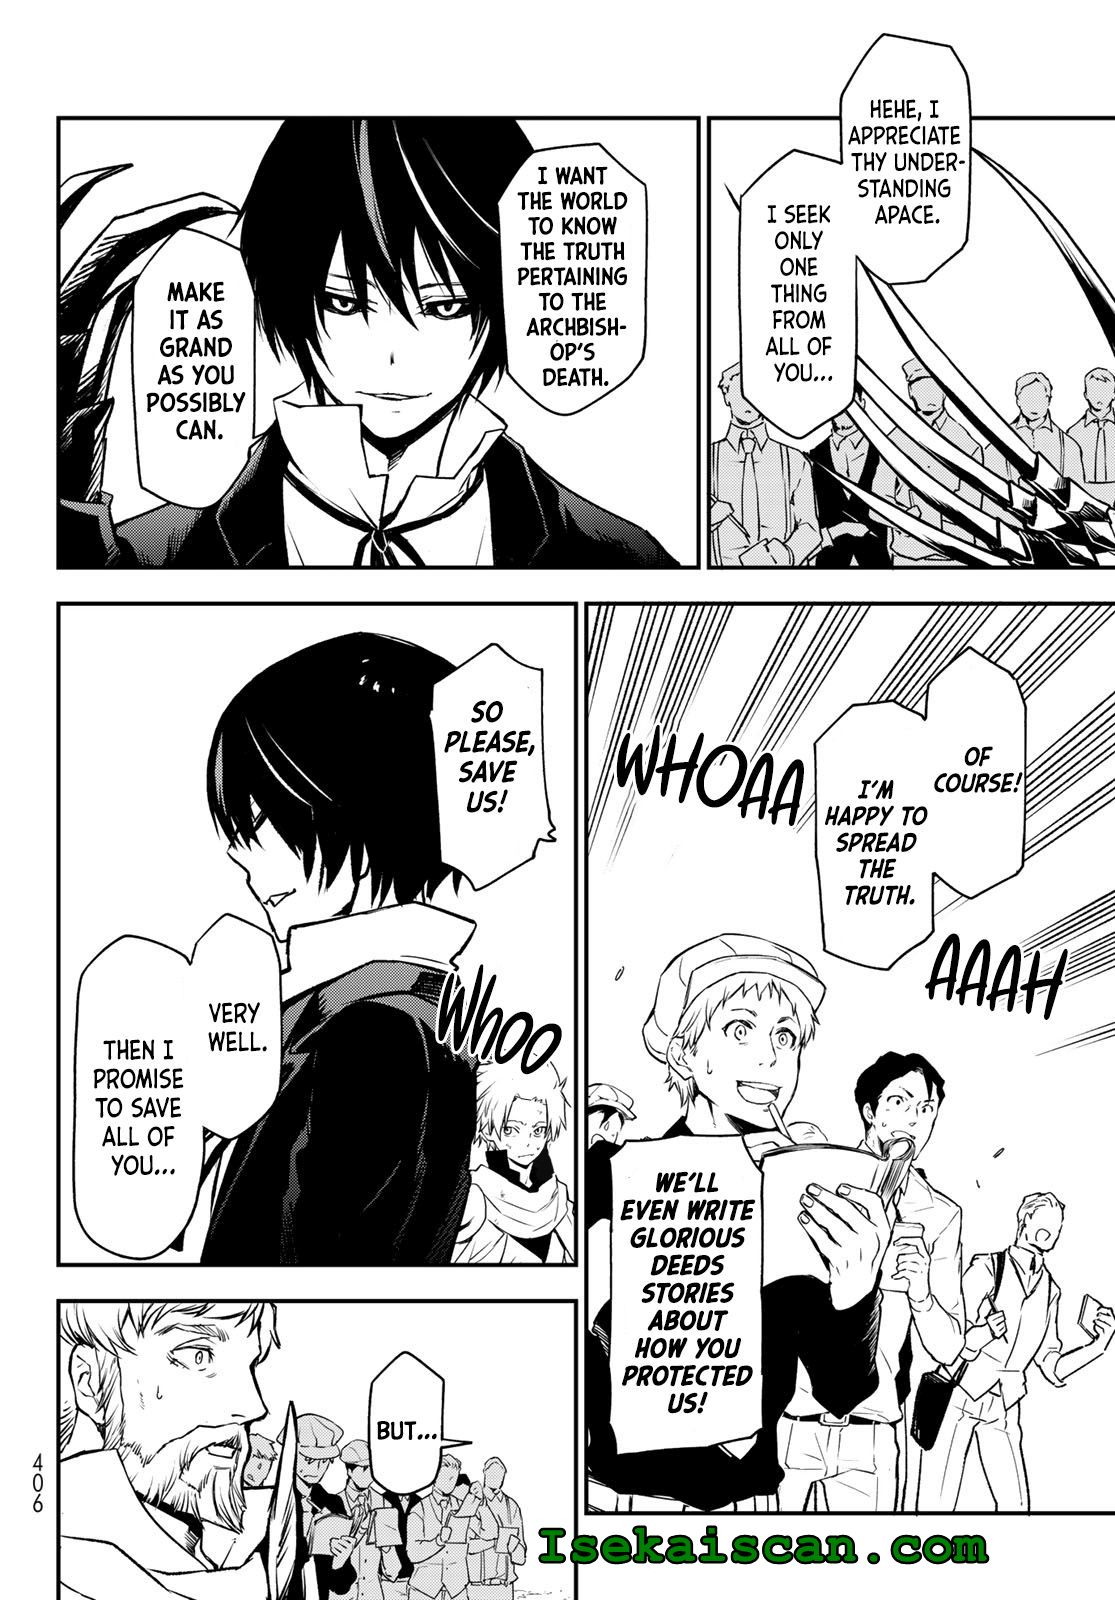 HEHE, I
APPRECIATE
THY UNDER-
STANDING
APACE.
I SEEK
ONLY
ONE
THING
FROM
ALL OF
YOU...
I WANT
THE WORLD
TO KNOW
THE TRUTH
PERTAINING
TO THE
ARCHBISH-
OP'S
DEATH.
MAKE
IT AS
GRAND
AS YOU
POSSIBLY
CAN.
OF
COURSE!
I'M
HAPPY TO
SPREAD
THE
TRUTH.
WHOAA
AAAH
WE'LL
EVEN WRITE
GLORIOUS
DEEDS
STORIES
ABOUT
HOW YOU
PROTECTED
US!
SO
PLEASE,
SAVE
US!
WHOO
VERY
WELL.
THEN I
PROMISE
TO SAVE
ALL OF
YOU...
BUT...
406
Isekaiscan.com